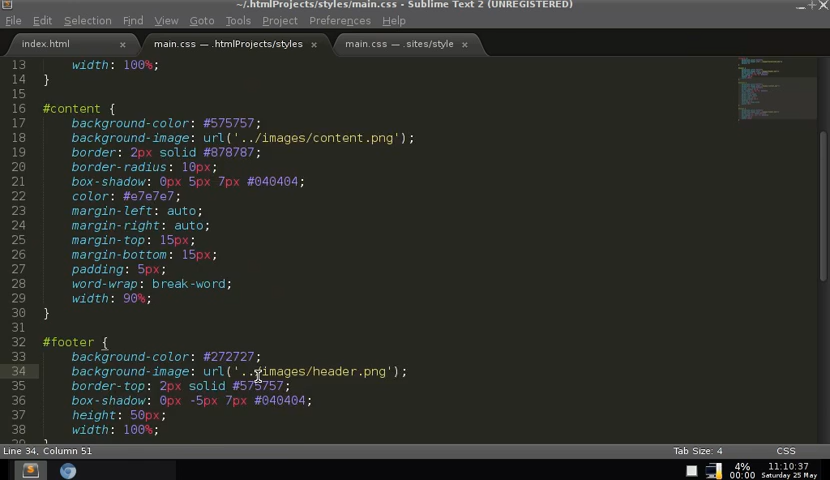 ~/.htmlProjects/styles/main.css - Sublime Text 2 (UNREGISTERED)
File Edit Selection Find View Goto Tools Project Preferences Help
index.html × main.css — .htmlProjects/styles × main.css — .sites/style ×
13 width: 100%;
14 }
15
16 #content {
17 background-color: #575757;
18 background-image: url('../images/content.png');
19 border: 2px solid #878787;
20 border-radius: 10px;
21 box-shadow: 0px 5px 7px #040404;
22 color: #e7e7e7;
23 margin-left: auto;
24 margin-right: auto;
25 margin-top: 15px;
26 margin-bottom: 15px;
27 padding: 5px;
28 word-wrap: break-word;
29 width: 90%;
30 }
31
32 #footer {
33 background-color: #272727;
34 background-image: url('../images/header.png');
35 border-top: 2px solid #575757;
36 box-shadow: 0px -5px 7px #040404;
37 height: 50px;
38 width: 100%;
Line 34, Column 51 Tab Size: 4 CSS
4% 11:10:37
00:00 Saturday 25 May